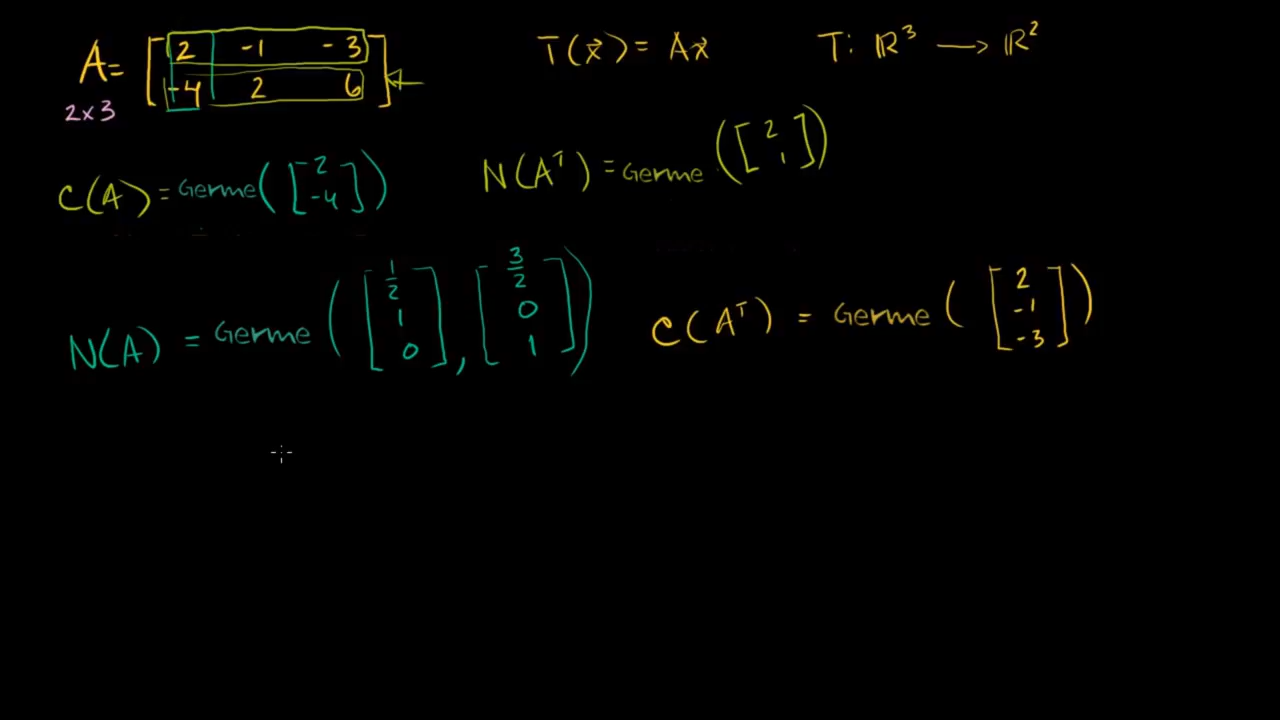 A = [ 2 -1 -3
-4 2 6 ]
2x3
T(x⃗) = Ax⃗
T: ℝ³ → ℝ²
C(A) = Germe([ 2
-4 ])
N(Aᵀ) = Germe([ 2
1 ])
N(A) = Germe([ 1/2
1
0 ], [ 3/2
0
1 ])
C(Aᵀ) = Germe([ 2
-1
-3 ])